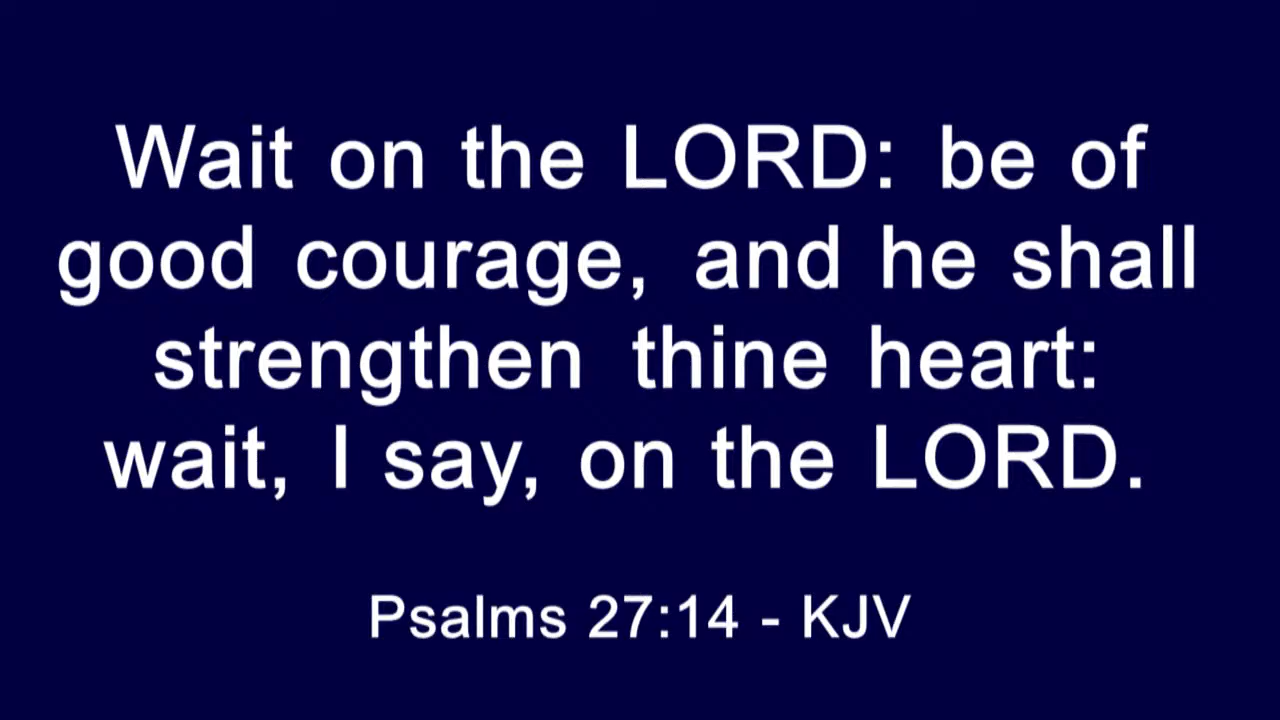 Wait on the LORD: be of
good courage, and he shall
strengthen thine heart:
wait, I say, on the LORD.
Psalms 27:14 - KJV